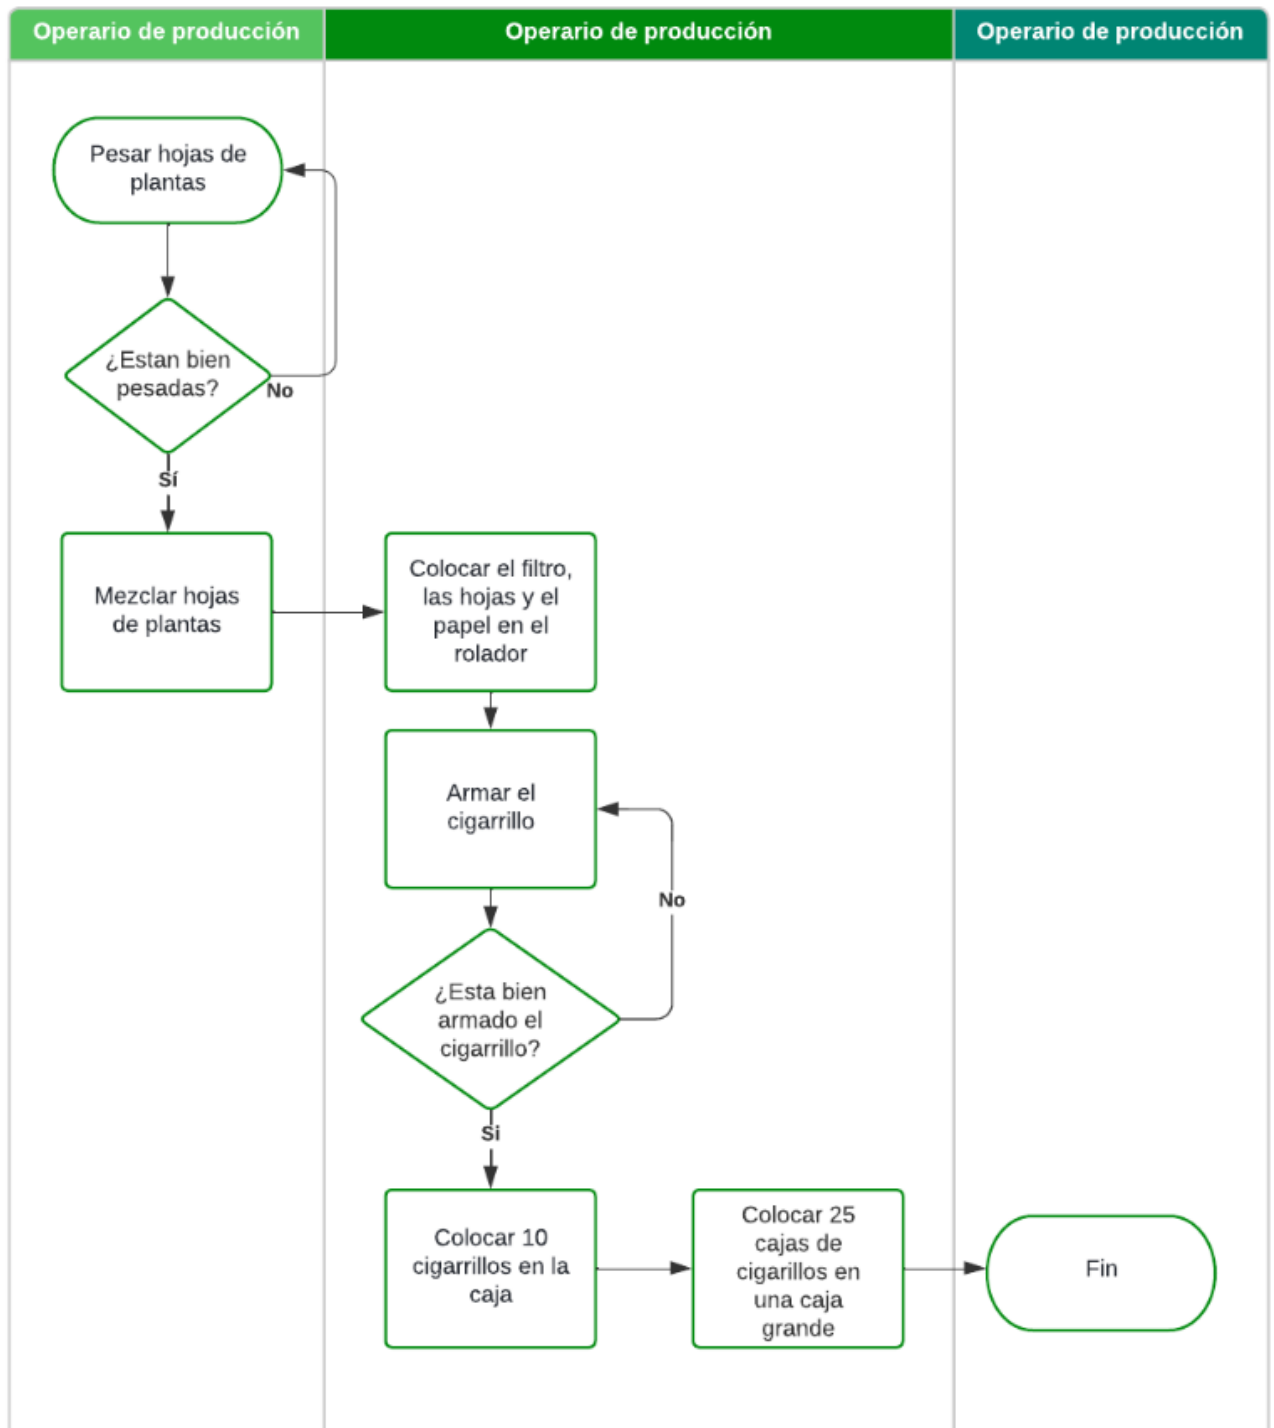 Operario de producción
Operario de producción
Operario de producción
Pesar hojas de
plantas
¿Estan bien
pesadas?
No
Sí
Mezclar hojas
de plantas
Colocar el filtro,
las hojas y el
papel en el
rolador
Armar el
cigarrillo
No
¿Esta bien
armado el
cigarrillo?
Si
Colocar 10
cigarrillos en la
caja
Colocar 25
cajas de
cigarillos en
una caja
grande
Fin